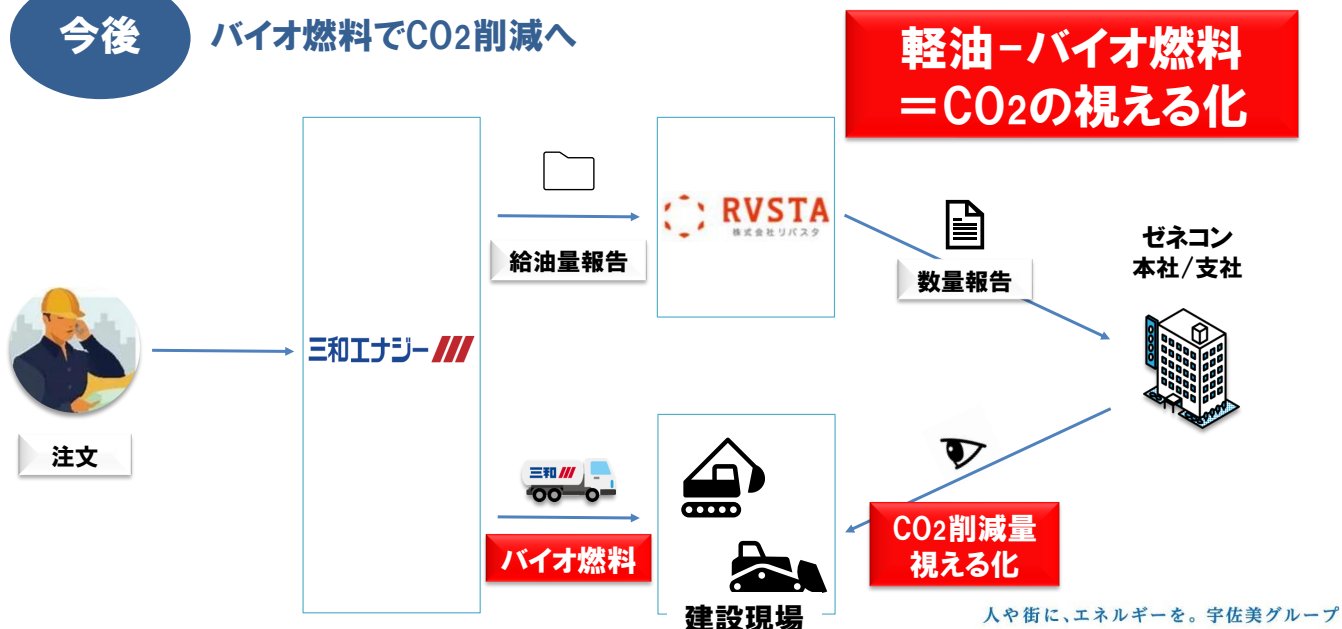 今後
バイオ燃料でCO2削減へ
軽油-バイオ燃料
=CO2の視える化
RVSTA
株式会社リバスタ
給油量報告
数量報告
ゼネコン
本社/支社
三和エナジー
注文
三和
バイオ燃料
CO2削減量
視える化
建設現場
人や街に、エネルギーを。宇佐美グループ